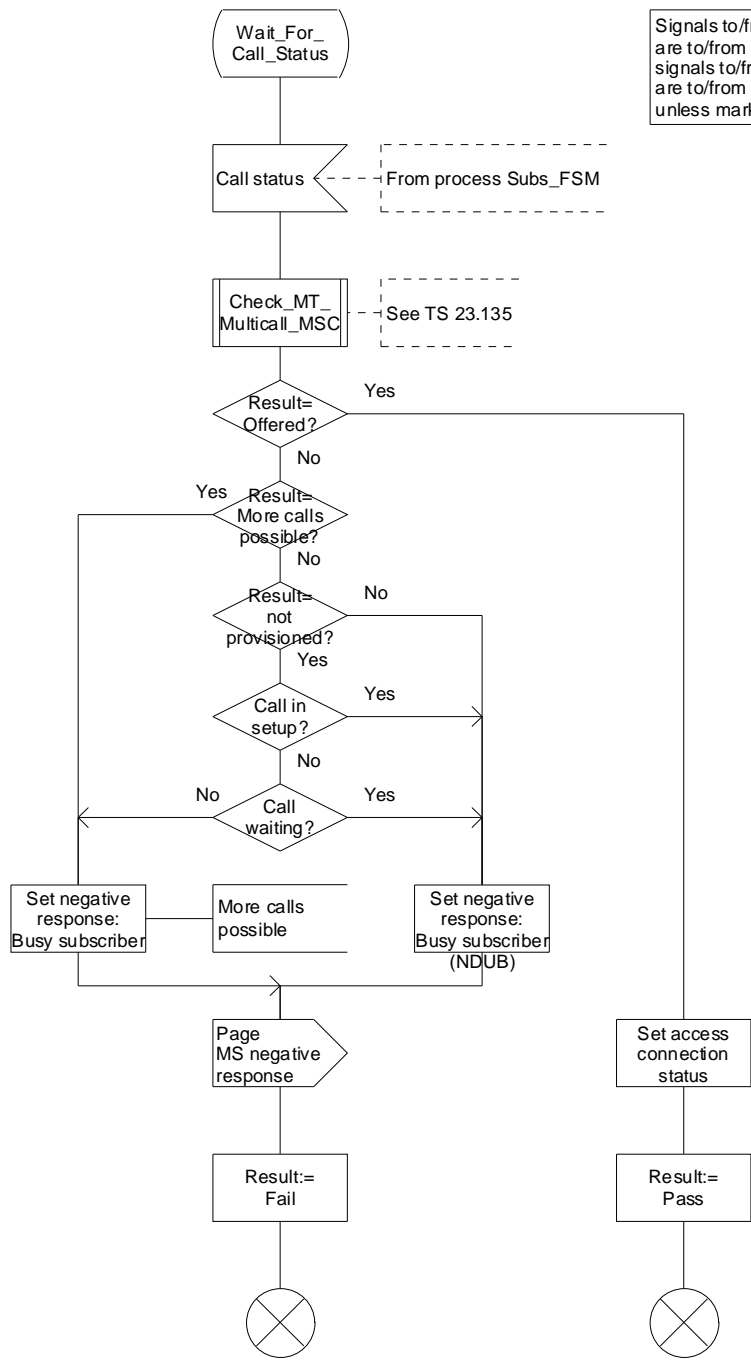 Wait_For_
Call_Status
Signals to/fr
are to/from
signals to/fr
are to/from
unless mark
Call status
From process Subs_FSM
Check_MT_
Multicall_MSC
See TS 23.135
Result=
Offered?
Yes
No
Yes
Result=
More calls
possible?
No
Result=
not
provisioned?
No
Yes
Call in
setup?
Yes
No
No
Call
waiting?
Yes
Set negative
response:
Busy subscriber
More calls
possible
Set negative
response:
Busy subscriber
(NDUB)
Page
MS negative
response
Set access
connection
status
Result:=
Fail
Result:=
Pass